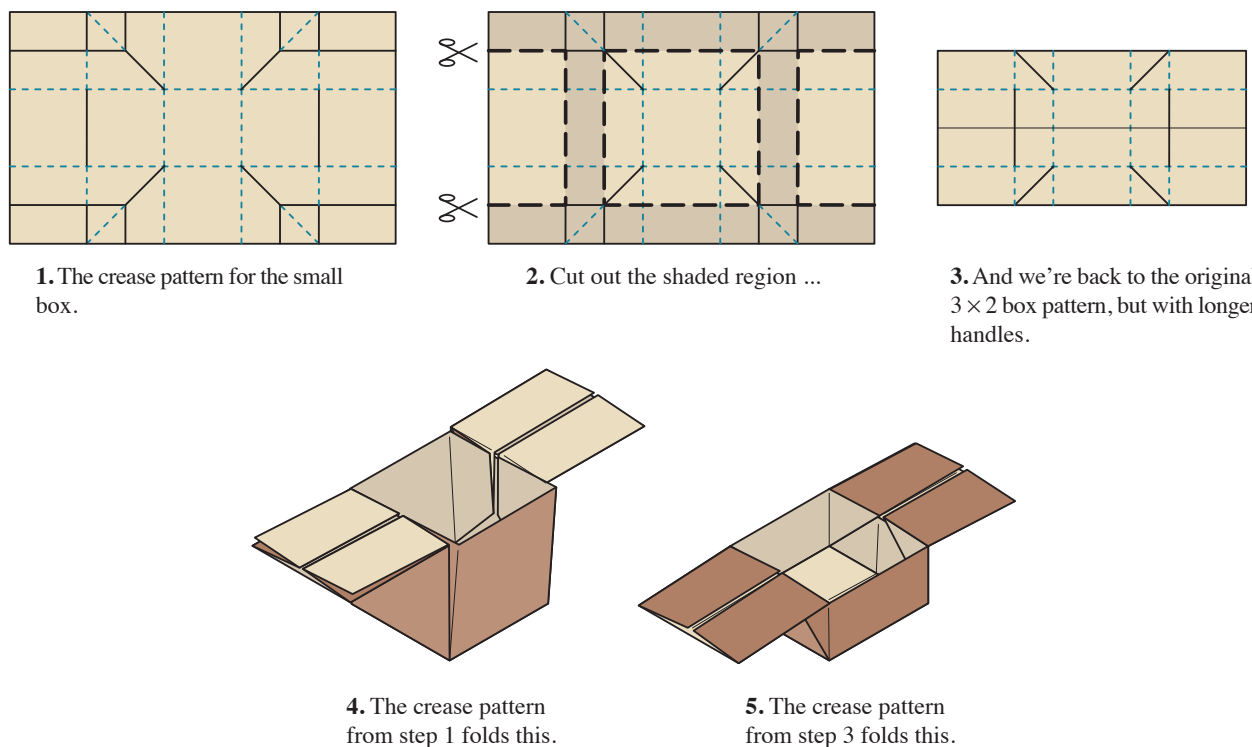 1. The crease pattern for the small
box.
2. Cut out the shaded region ...
3. And we're back to the original
3 × 2 box pattern, but with longer
handles.
4. The crease pattern
from step 1 folds this.
5. The crease pattern
from step 3 folds this.